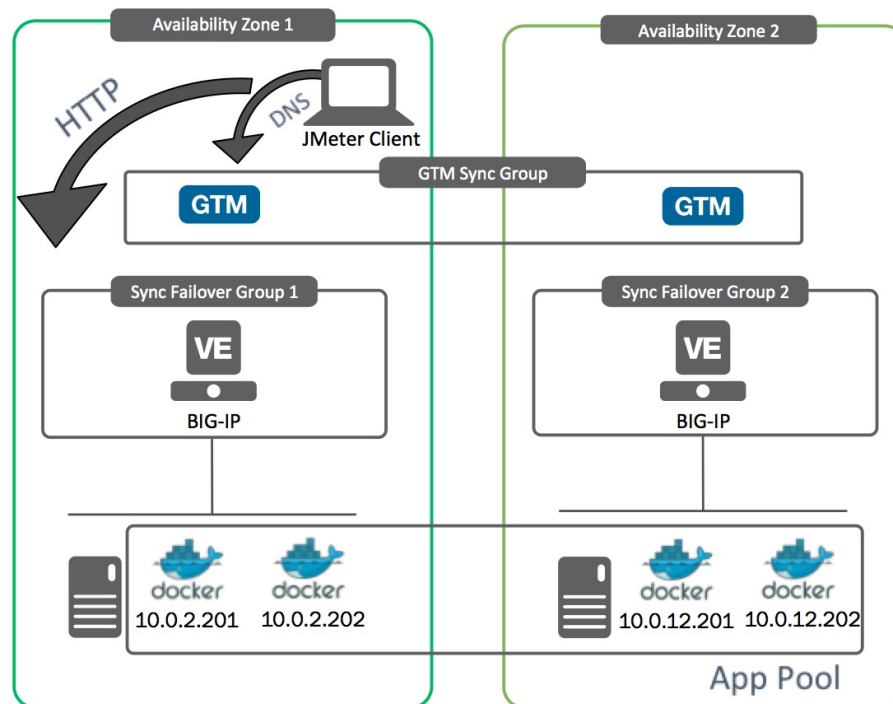 Availability Zone 1
Availability Zone 2
HTTP
DNS
JMeter Client
GTM Sync Group
GTM
GTM
Sync Failover Group 1
Sync Failover Group 2
VE
VE
BIG-IP
BIG-IP
docker
docker
docker
docker
10.0.2.201
10.0.2.202
10.0.12.201
10.0.12.202
App Pool